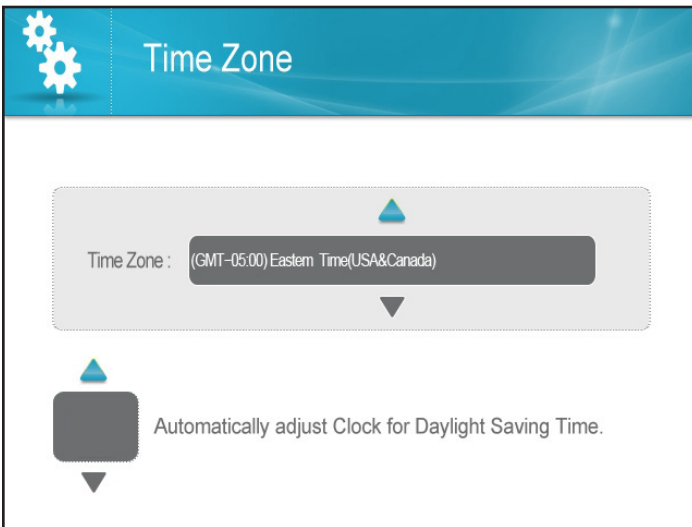 Time Zone
Time Zone : (GMT-05:00) Eastern Time(USA&Canada)
Automatically adjust Clock for Daylight Saving Time.